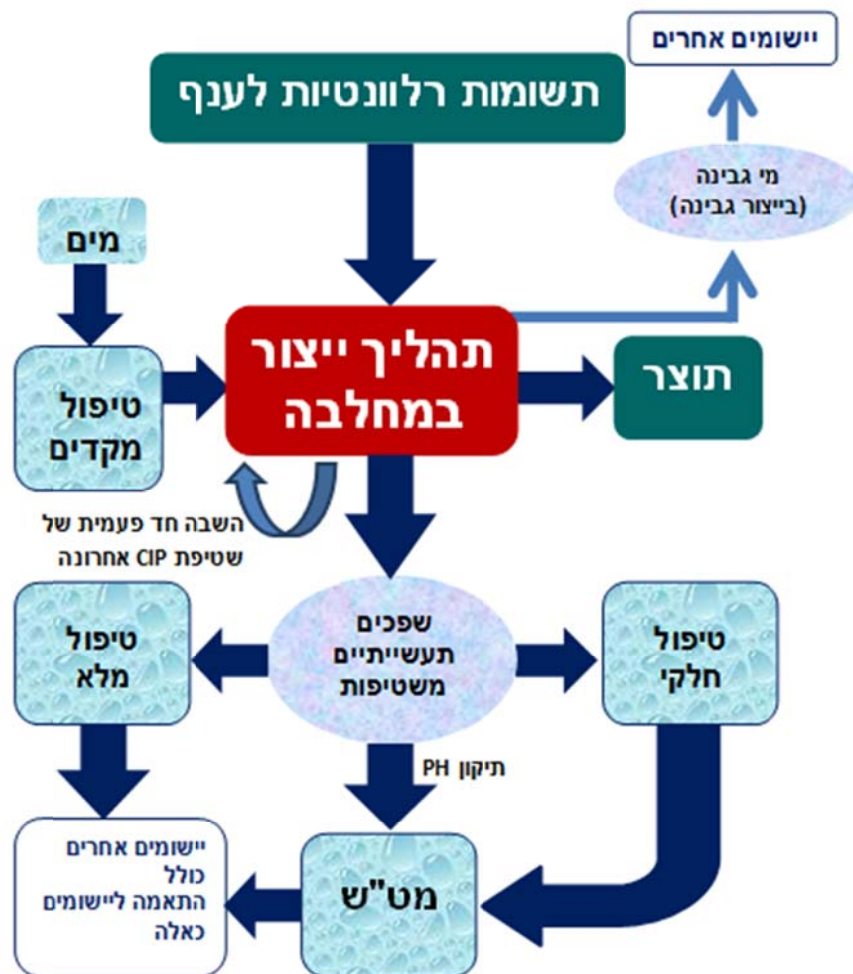 יישומים אחרים
תשומות רלוונטיות לענף
מי גבינה
(בייצור גבינה)
מים
תהליך ייצור
במחלבה
תוצר
טיפול
מקדים
השבה חד פעמית של
שטיפת CIP אחרונה
שפכים
תעשייתיים
משטיפות
טיפול
חלקי
טיפול
מלא
תיקון PH
מט"ש
יישומים אחרים
כולל
התאמה ליישומים
כאלה